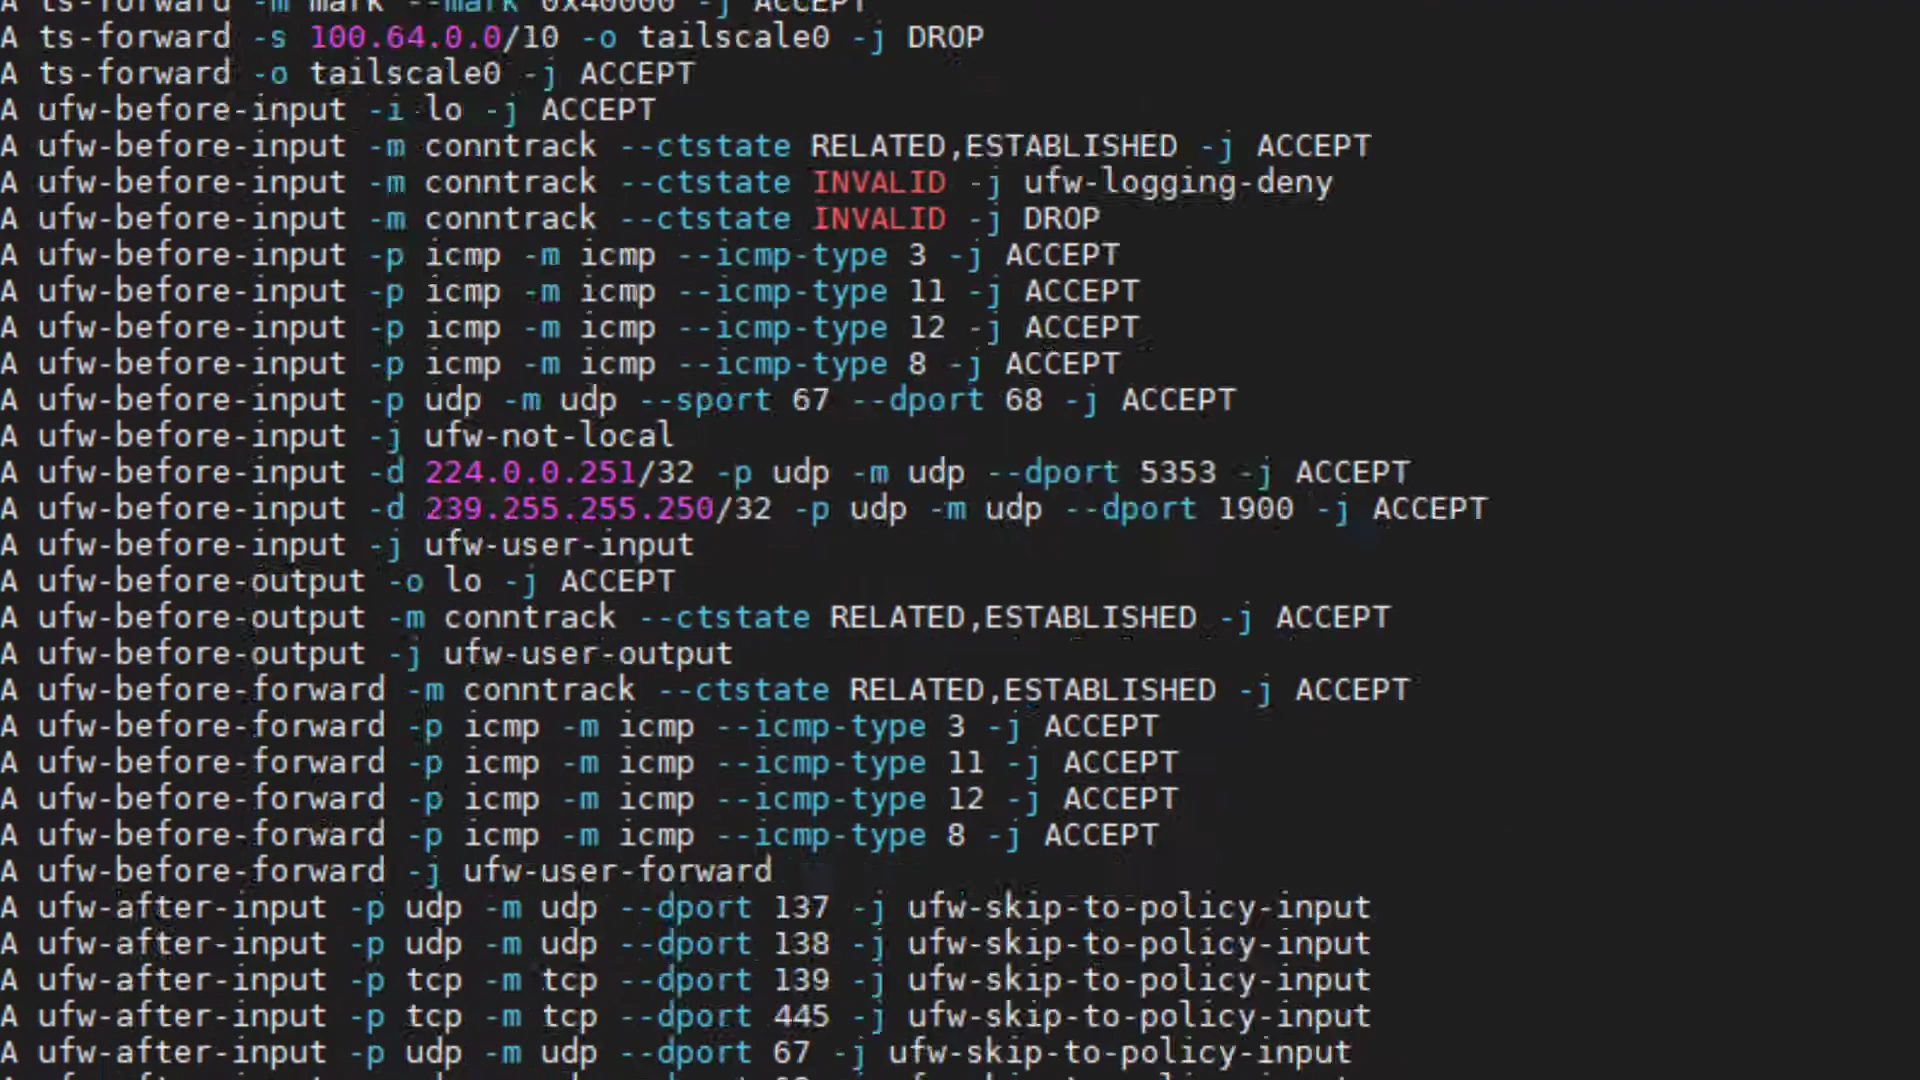 A ts-forward -m mark --mark 0x40000 -j ACCEPT
A ts-forward -s 100.64.0.0/10 -o tailscale0 -j DROP
A ts-forward -o tailscale0 -j ACCEPT
A ufw-before-input -i lo -j ACCEPT
A ufw-before-input -m conntrack --ctstate RELATED,ESTABLISHED -j ACCEPT
A ufw-before-input -m conntrack --ctstate INVALID -j ufw-logging-deny
A ufw-before-input -m conntrack --ctstate INVALID -j DROP
A ufw-before-input -p icmp -m icmp --icmp-type 3 -j ACCEPT
A ufw-before-input -p icmp -m icmp --icmp-type 11 -j ACCEPT
A ufw-before-input -p icmp -m icmp --icmp-type 12 -j ACCEPT
A ufw-before-input -p icmp -m icmp --icmp-type 8 -j ACCEPT
A ufw-before-input -p udp -m udp --sport 67 --dport 68 -j ACCEPT
A ufw-before-input -j ufw-not-local
A ufw-before-input -d 224.0.0.251/32 -p udp -m udp --dport 5353 -j ACCEPT
A ufw-before-input -d 239.255.255.250/32 -p udp -m udp --dport 1900 -j ACCEPT
A ufw-before-input -j ufw-user-input
A ufw-before-output -o lo -j ACCEPT
A ufw-before-output -m conntrack --ctstate RELATED,ESTABLISHED -j ACCEPT
A ufw-before-output -j ufw-user-output
A ufw-before-forward -m conntrack --ctstate RELATED,ESTABLISHED -j ACCEPT
A ufw-before-forward -p icmp -m icmp --icmp-type 3 -j ACCEPT
A ufw-before-forward -p icmp -m icmp --icmp-type 11 -j ACCEPT
A ufw-before-forward -p icmp -m icmp --icmp-type 12 -j ACCEPT
A ufw-before-forward -p icmp -m icmp --icmp-type 8 -j ACCEPT
A ufw-before-forward -j ufw-user-forward
A ufw-after-input -p udp -m udp --dport 137 -j ufw-skip-to-policy-input
A ufw-after-input -p udp -m udp --dport 138 -j ufw-skip-to-policy-input
A ufw-after-input -p tcp -m tcp --dport 139 -j ufw-skip-to-policy-input
A ufw-after-input -p tcp -m tcp --dport 445 -j ufw-skip-to-policy-input
A ufw-after-input -p udp -m udp --dport 67 -j ufw-skip-to-policy-input